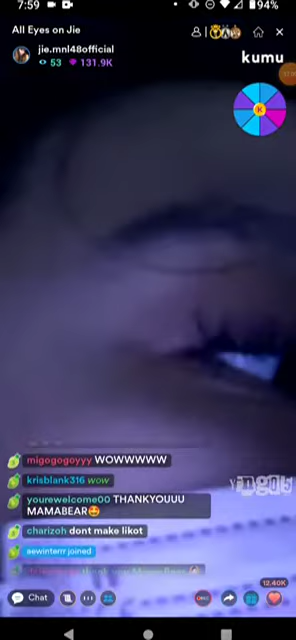 7:59
94%
All Eyes on Jie
jie.mnl48official
53 131.9K
kumu
K
migogogoyyy WOWWWWW
krisblank316 wow
yourewelcome00 THANKYOUUU
MAMABEAR🤩
charizoh dont make likot
aewinterrr joined
12.40K
Chat